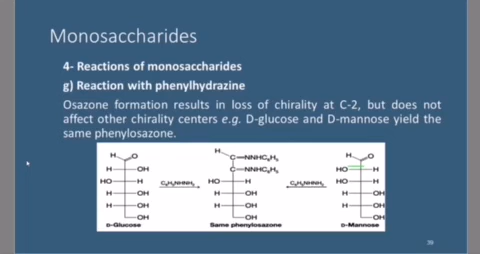 Monosaccharides
4- Reactions of monosaccharides
g) Reaction with phenylhydrazine
Osazone formation results in loss of chirality at C-2, but does not
affect other chirality centers e.g. D-glucose and D-mannose yield the
same phenylosazone.
H O H C=NNHC₆H₅ H O
H OH C=NNHC₆H₅ HO H
HO H C₆H₅NHNH₂ HO H C₆H₅NHNH₂ HO H
H OH H OH H OH
H OH H OH H OH
OH OH OH
D-Glucose Same phenylosazone D-Mannose
39